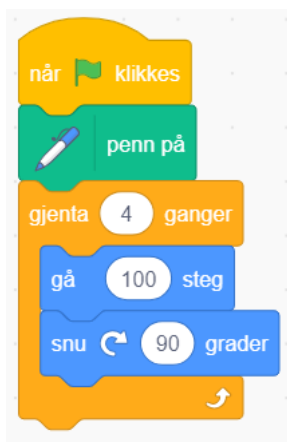 når klikkes
penn på
gjenta 4 ganger
gå 100 steg
snu 90 grader